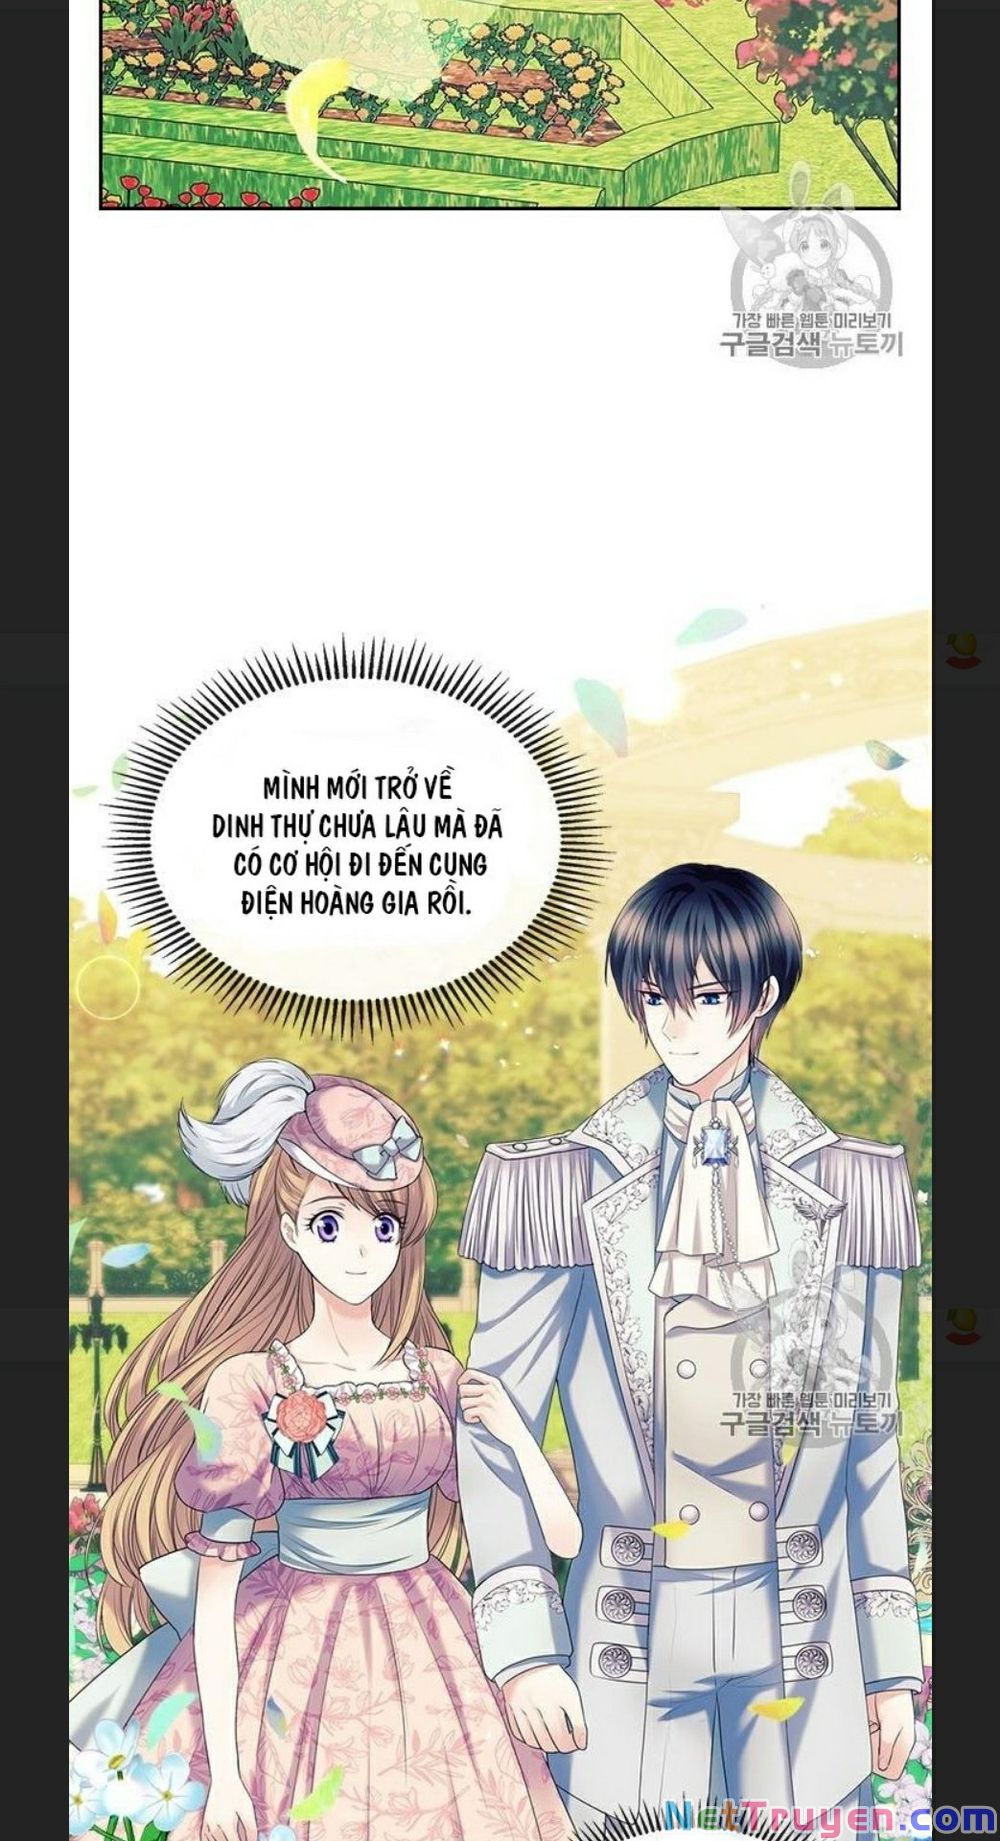 가장 빠른 웹툰 미리보기
구글검색 뉴토끼
MÌNH MỚI TRỞ VỀ
DINH THỰ CHƯA LÂU MÀ ĐÃ
CÓ CƠ HỘI ĐI ĐẾN CUNG
ĐIỆN HOÀNG GIA RỒI.
가장 빠른 웹툰 미리보기
구글검색 뉴토끼
NetTruyen.com